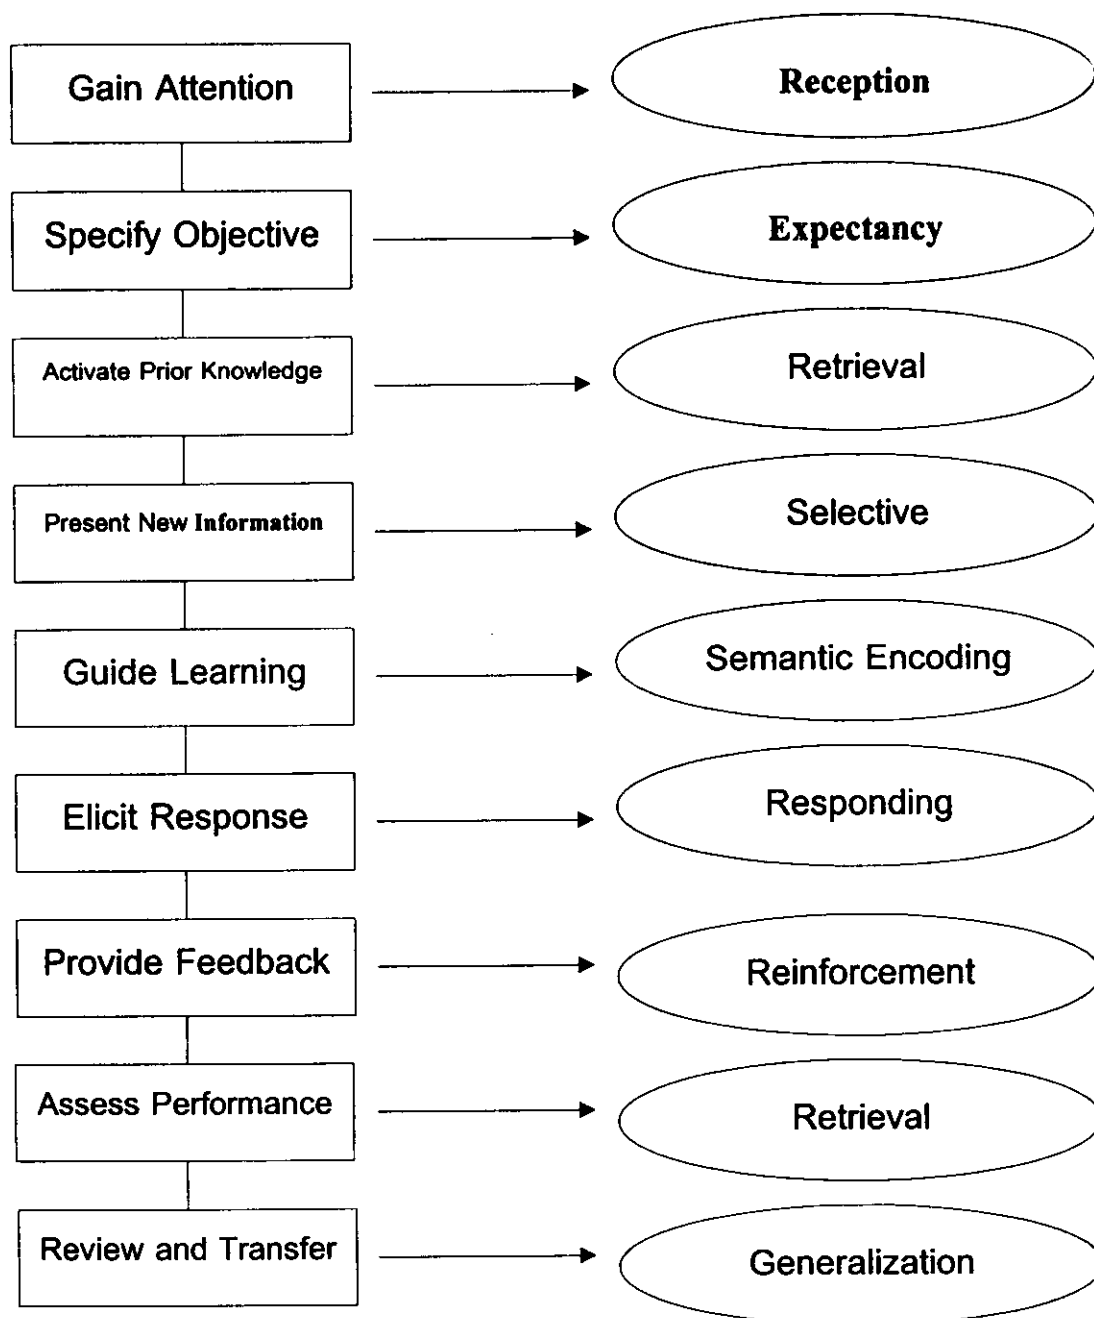 Gain Attention
Reception
Specify Objective
Expectancy
Activate Prior Knowledge
Retrieval
Present New Information
Selective
Guide Learning
Semantic Encoding
Elicit Response
Responding
Provide Feedback
Reinforcement
Assess Performance
Retrieval
Review and Transfer
Generalization